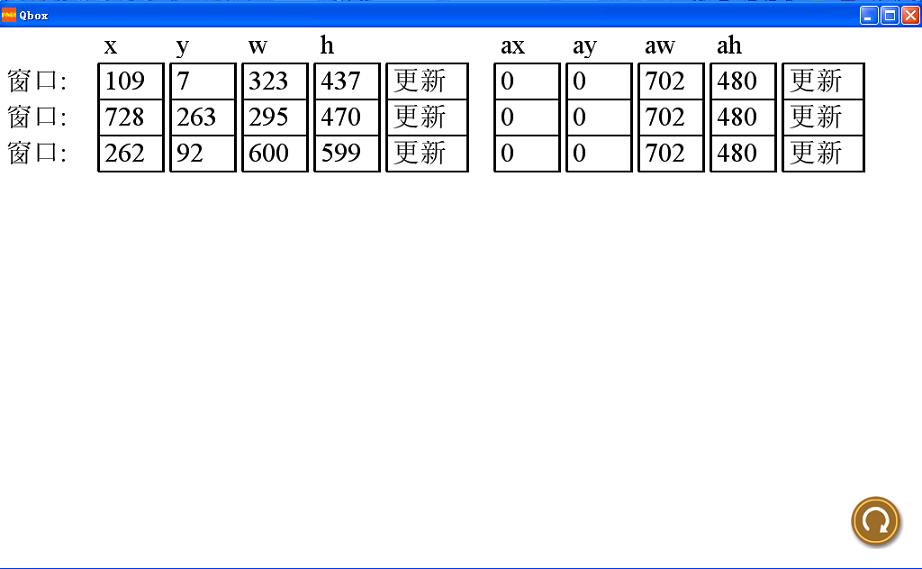 Qbox
x y w h ax ay aw ah
窗口: 109 7 323 437 更新 0 0 702 480 更新
窗口: 728 263 295 470 更新 0 0 702 480 更新
窗口: 262 92 600 599 更新 0 0 702 480 更新